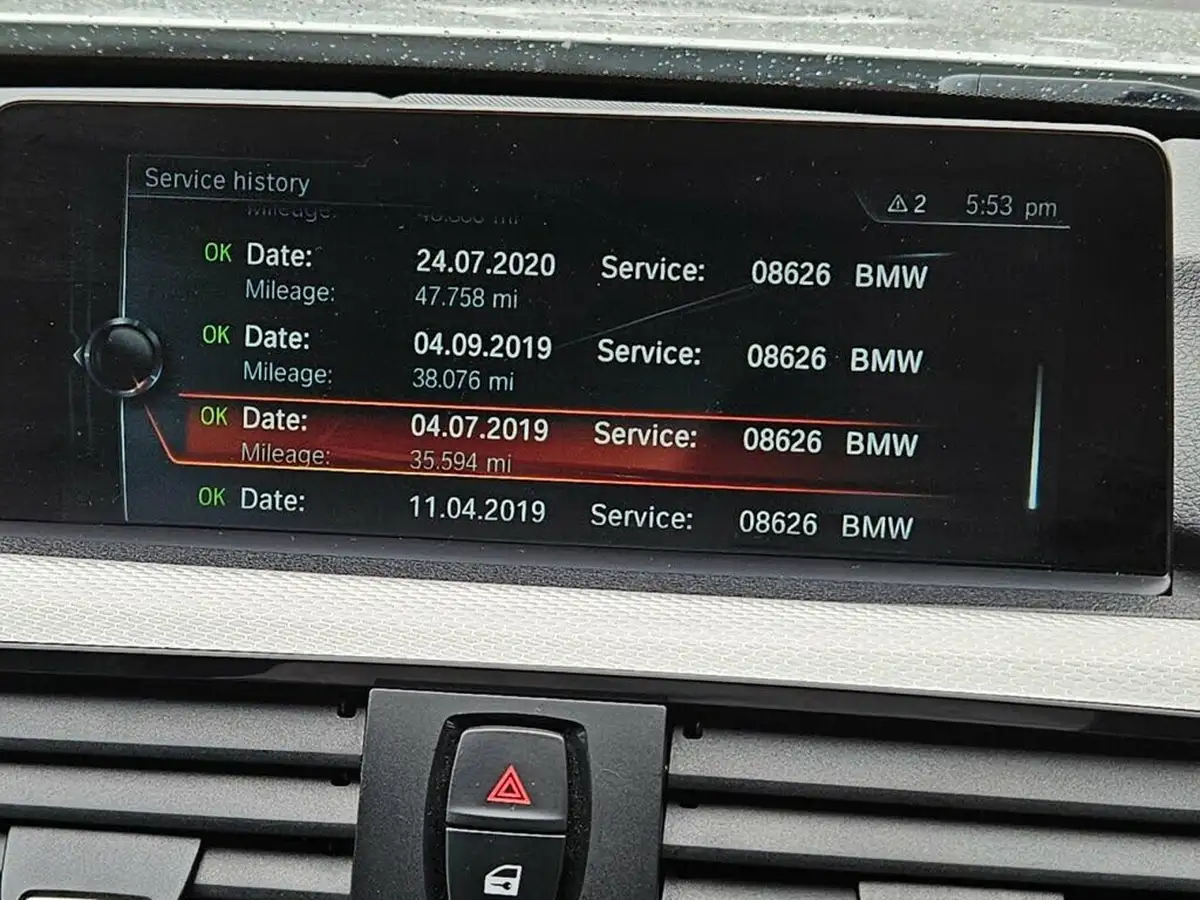 Service history
⚠ 2 5:53 pm
Mileage: mi
OK Date: 24.07.2020 Service: 08626 BMW
Mileage: 47.758 mi
OK Date: 04.09.2019 Service: 08626 BMW
Mileage: 38.076 mi
OK Date: 04.07.2019 Service: 08626 BMW
Mileage: 35.594 mi
OK Date: 11.04.2019 Service: 08626 BMW